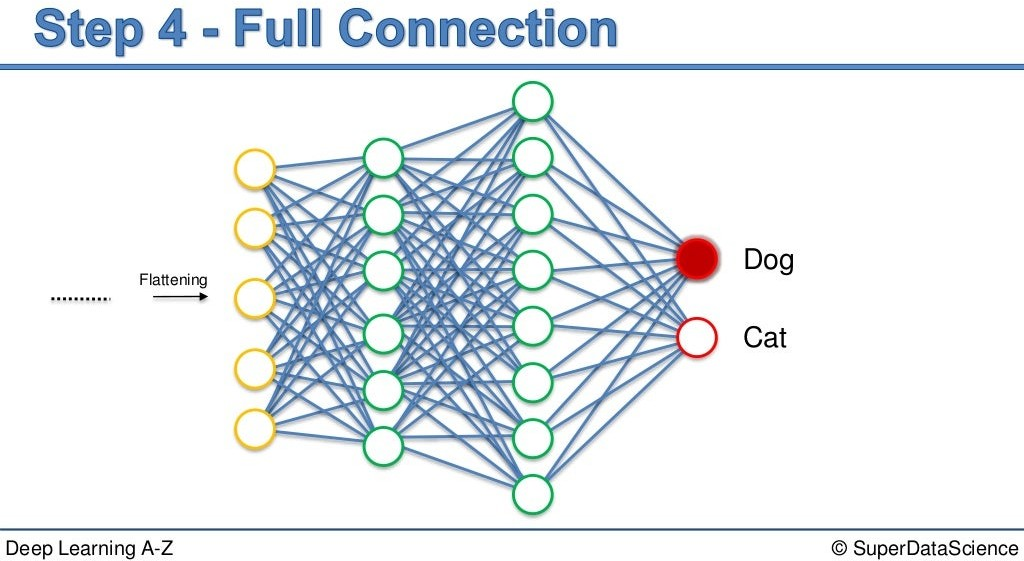 Step 4 - Full Connection
Flattening
Dog
Cat
Deep Learning A-Z
© SuperDataScience